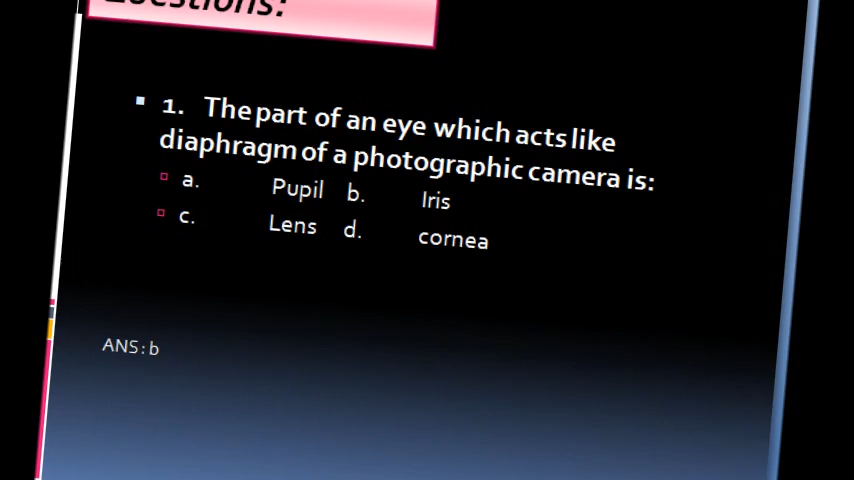 Questions:
1. The part of an eye which acts like
diaphragm of a photographic camera is:
a. Pupil b. Iris
c. Lens d. cornea
ANS: b